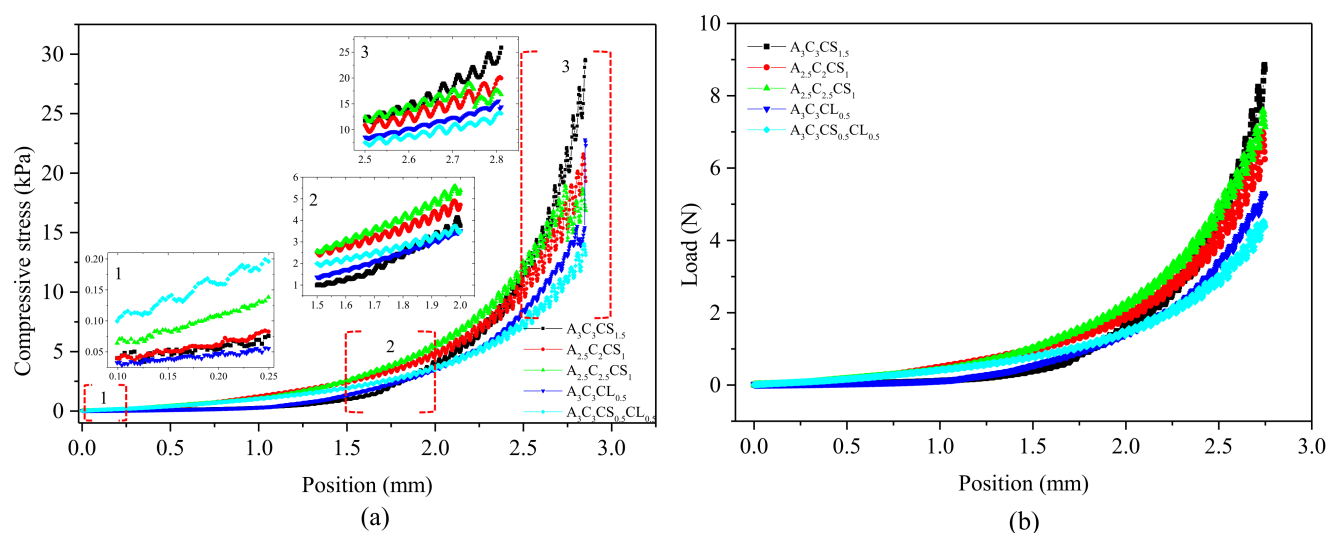 30
25
20
15
10
5
0
Compressive stress (kPa)
0.0 0.5 1.0 1.5 2.0 2.5 3.0
Position (mm)
(a)
3
25
20
15
10
2.5 2.6 2.7 2.8
2
6
5
4
3
2
1
1.5 1.6 1.7 1.8 1.9 2.0
1
0.20
0.15
0.10
0.05
0.10 0.15 0.20 0.25
1
2
3
A₃C₃CS₁.₅
A₂.₅C₂CS₁
A₂.₅C₂.₅CS₁
A₃C₃CL₀.₅
A₃C₃CS₀.₅CL₀.₅
10
8
6
4
2
0
Load (N)
0.0 0.5 1.0 1.5 2.0 2.5 3.0
Position (mm)
(b)
A₃C₃CS₁.₅
A₂.₅C₂CS₁
A₂.₅C₂.₅CS₁
A₃C₃CL₀.₅
A₃C₃CS₀.₅CL₀.₅